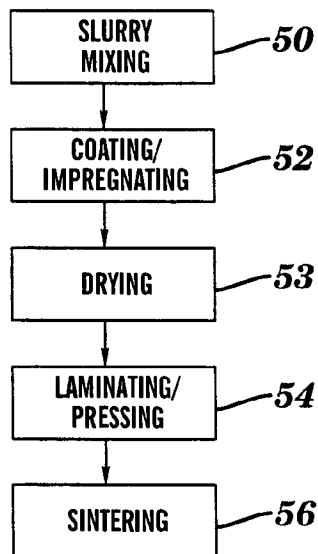 SLURRY
MIXING
50
COATING/
IMPREGNATING
52
DRYING
53
LAMINATING/
PRESSING
54
SINTERING
56